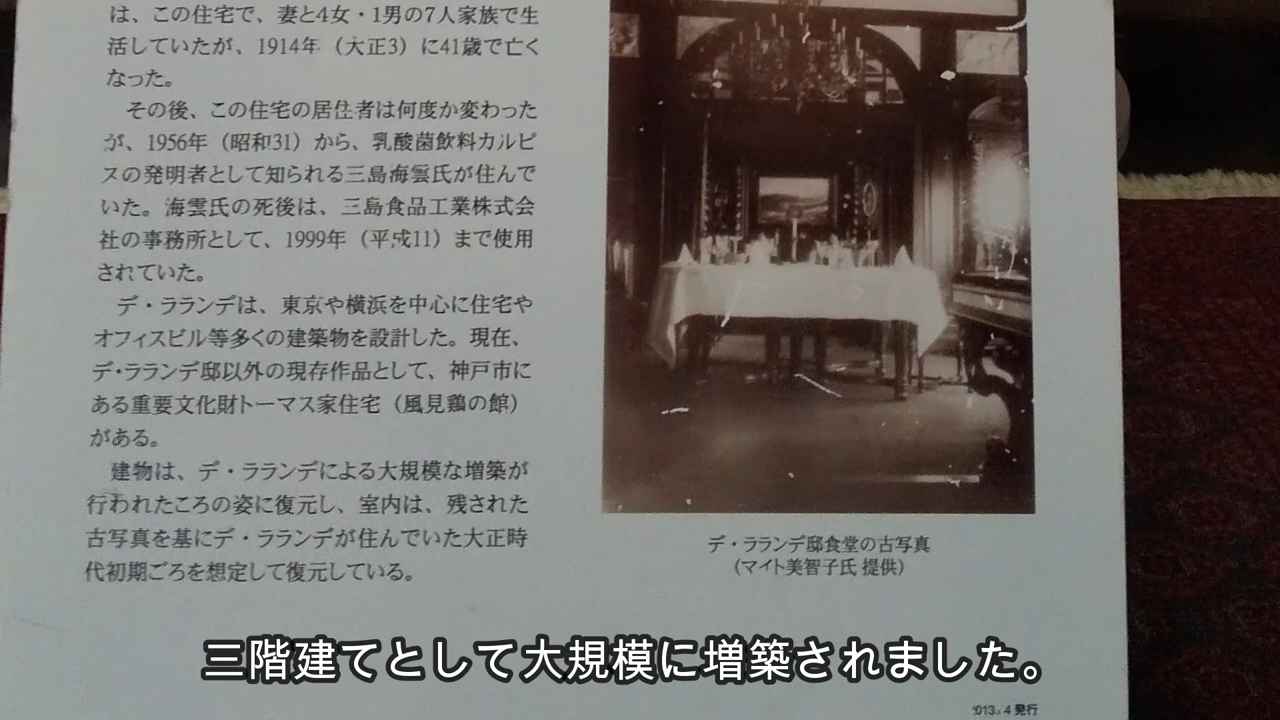 は、この住宅で、妻と4女・1男の7人家族で生
活していたが、1914年（大正3）に41歳で亡く
なった。
その後、この住宅の居住者は何度か変わった
が、1956年（昭和31）から、乳酸菌飲料カルピ
スの発明者として知られる三島海雲氏が住んで
いた。海雲氏の死後は、三島食品工業株式会
社の事務所として、1999年（平成11）まで使用
されていた。
デ・ラランデは、東京や横浜を中心に住宅や
オフィスビル等多くの建築物を設計した。現在、
デ・ラランデ邸以外の現存作品として、神戸市に
ある重要文化財トーマス家住宅（風見鶏の館）
がある。
建物は、デ・ラランデによる大規模な増築が
行われたころの姿に復元し、室内は、残された
古写真を基にデ・ラランデが住んでいた大正時
代初期ごろを想定して復元している。
デ・ラランデ邸食堂の古写真
（マイト美智子氏 提供）
三階建てとして大規模に増築されました。
013. 4 発行